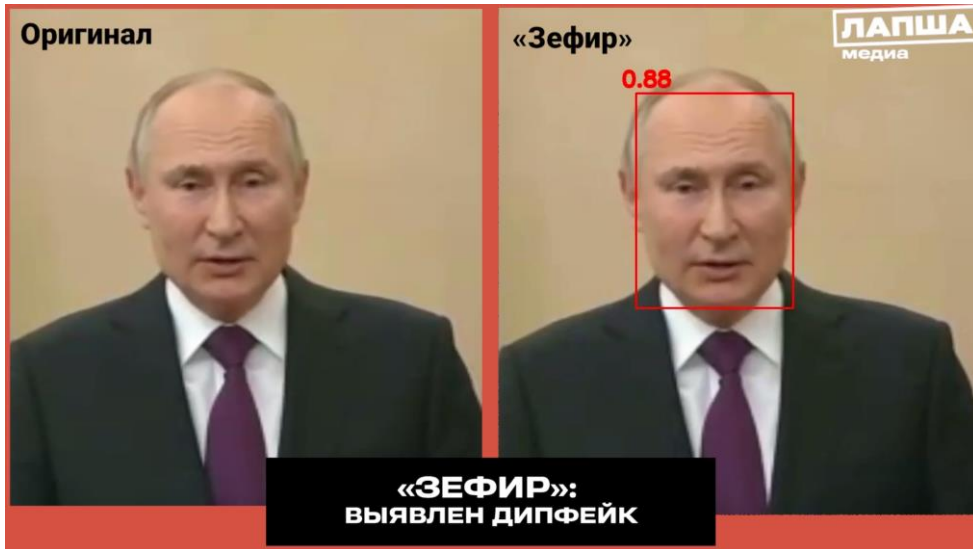 Оригинал
«Зефир»
ЛАПША
медиа
0.88
«ЗЕФИР»:
ВЫЯВЛЕН ДИПФЕЙК